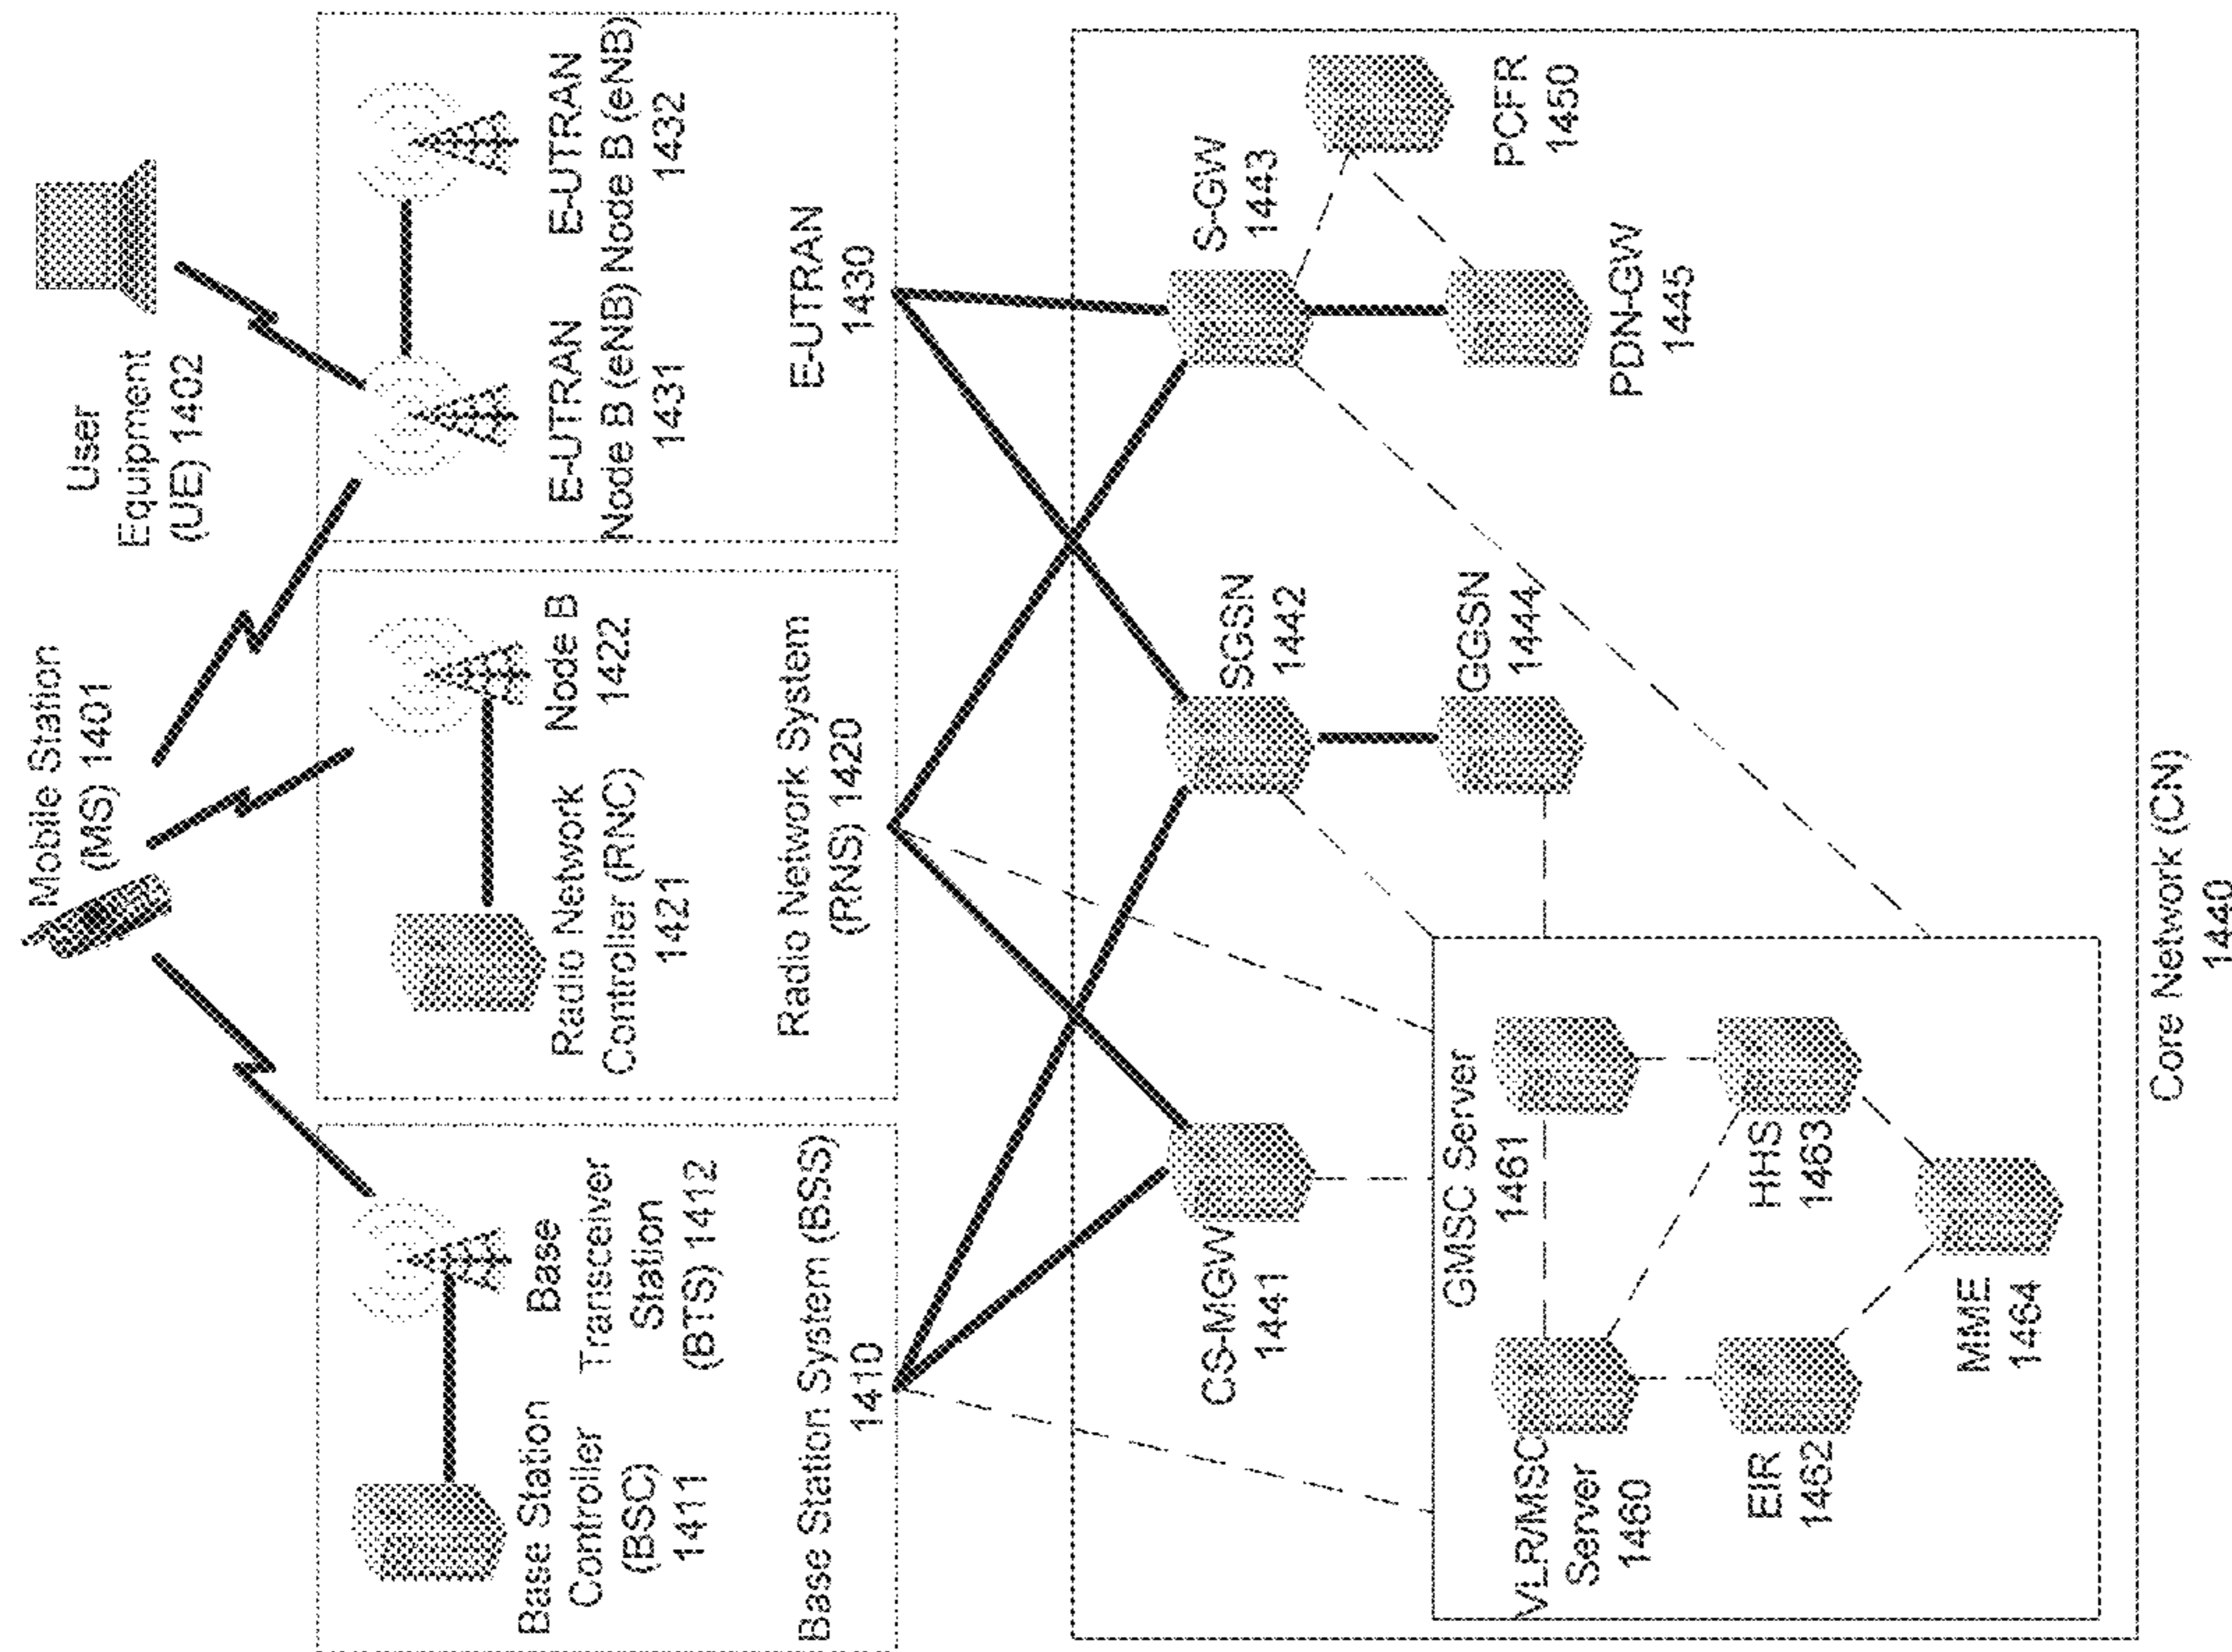 Mobile Station
(MS) 1401
User
Equipment
(UE) 1402
Base Station
Controller
(BSC)
1411
Base
Transceiver
Station
(BTS) 1412
Base Station System (BSS)
1410
Radio Network
Controller (RNC)
1421
Node B
1422
Radio Network System
(RNS) 1420
E-UTRAN
Node B (eNB)
1431
E-UTRAN
Node B (eNB)
1432
E-UTRAN
1430
CS-MGW
1441
SGSN
1442
S-GW
1443
GGSN
1444
PDN-GW
1445
PCFR
1450
GMSC Server
1461
VLR/MSC
Server
1460
EIR
1462
HHS
1463
MME
1464
Core Network (CN)
1440